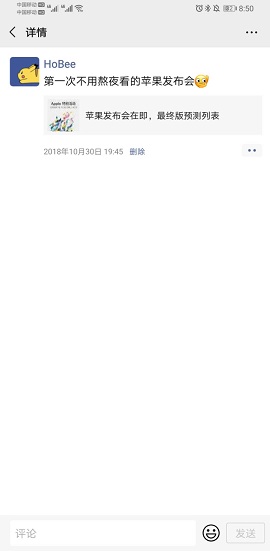 中国移动 HD
中国移动 HD
8:50
详情
HoBee
第一次不用熬夜看的苹果发布会
Apple 特别活动
苹果发布会在即，最终版预测列表
2018年10月30日 19:45 删除
评论
发送